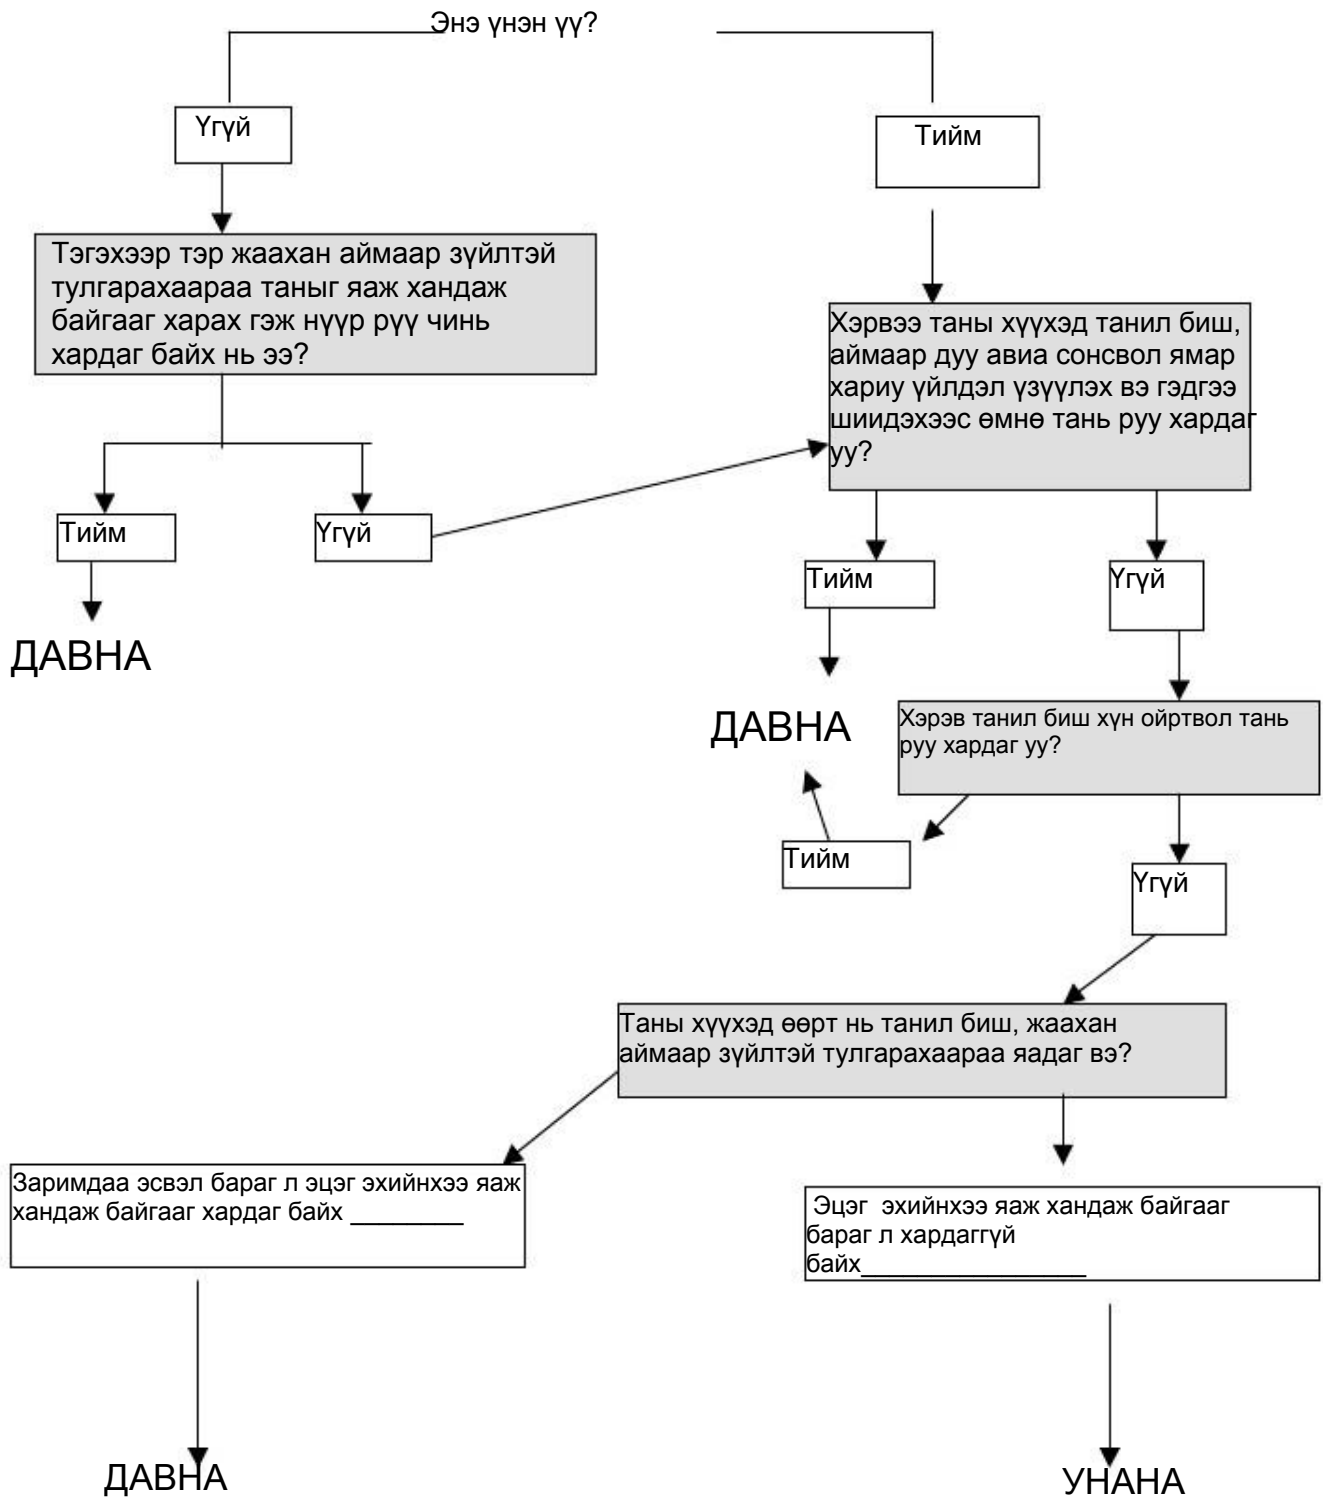 Энэ үнэн үү?
Үгүй
Тийм
Тэгэхээр тэр жаахан аймаар зүйлтэй
тулгарахаараа таныг яаж хандаж
байгааг харах гэж нүүр рүү чинь
хардаг байх нь ээ?
Хэрвээ таны хүүхэд танил биш,
аймаар дуу авиа сонсвол ямар
хариу үйлдэл үзүүлэх вэ гэдгээ
шиидэхээс өмнө тань руу хардаг
уу?
Тийм
Үгүй
Тийм
Үгүй
ДАВНА
ДАВНА
Хэрэв танил биш хүн ойртвол тань
руу хардаг уу?
Тийм
Үгүй
Таны хүүхэд өөрт нь танил биш, жаахан
аймаар зүйлтэй тулгарахаараа яадаг вэ?
Заримдаа эсвэл бараг л эцэг эхийнхээ яаж
хандаж байгааг хардаг байх ________
Эцэг эхийнхээ яаж хандаж байгааг
бараг л хардаггүй
байх________________
ДАВНА
УНАНА